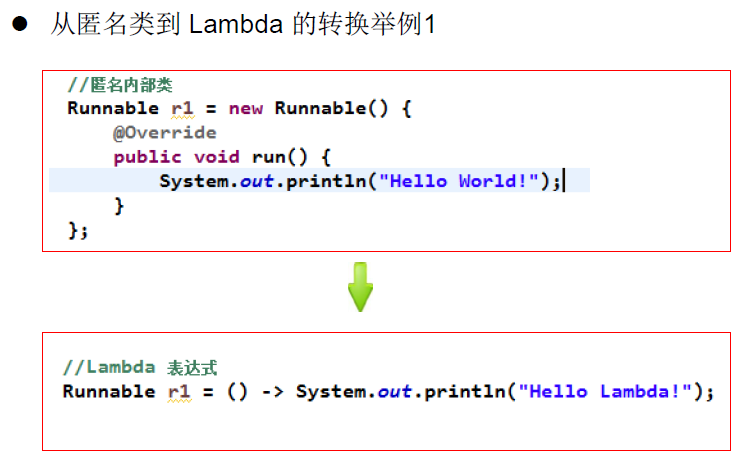 ● 从匿名类到 Lambda 的转换举例1
//匿名内部类
Runnable r1 = new Runnable() {
    @Override
    public void run() {
        System.out.println("Hello World!");
    }
};
//Lambda 表达式
Runnable r1 = () -> System.out.println("Hello Lambda!");